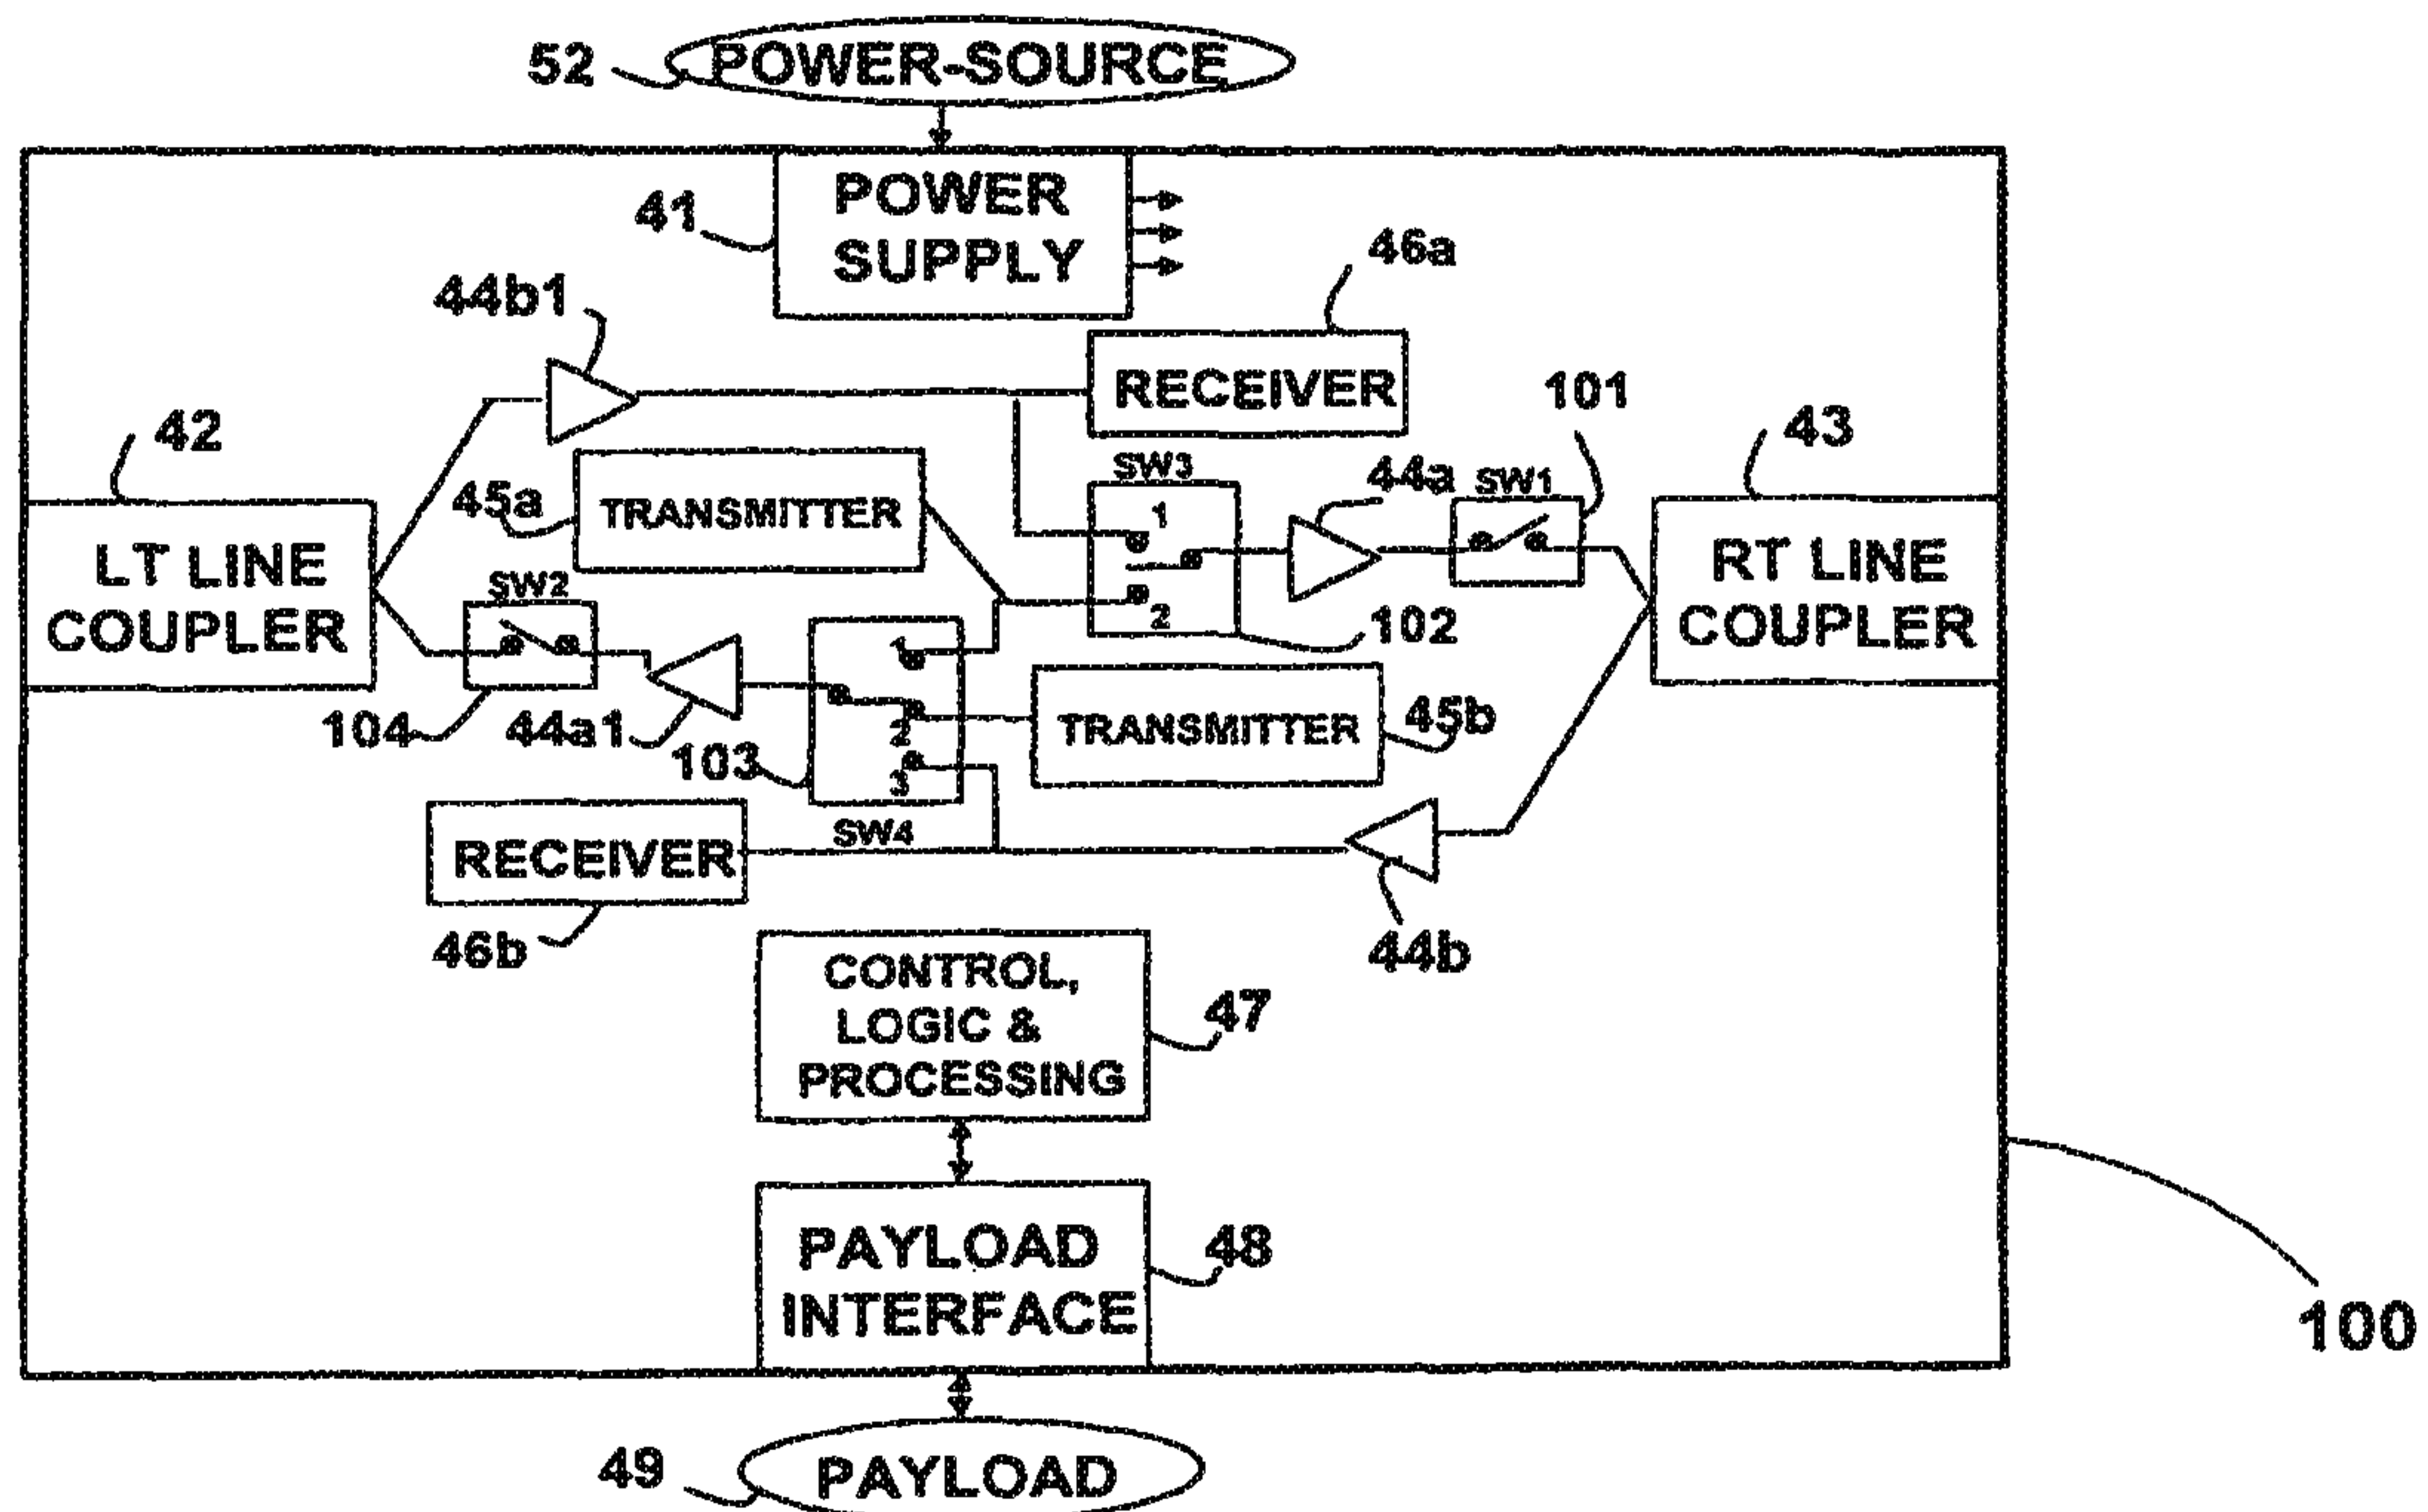 52
POWER-SOURCE
41
POWER
SUPPLY
46a
44b1
RECEIVER
101
42
43
45a
TRANSMITTER
SW3
1
2
44a
SW1
LT LINE
COUPLER
RT LINE
COUPLER
SW2
102
104
44a1
103
1
2
3
TRANSMITTER
45b
SW4
RECEIVER
46b
44b
CONTROL,
LOGIC &
PROCESSING
47
PAYLOAD
INTERFACE
48
100
49
PAYLOAD